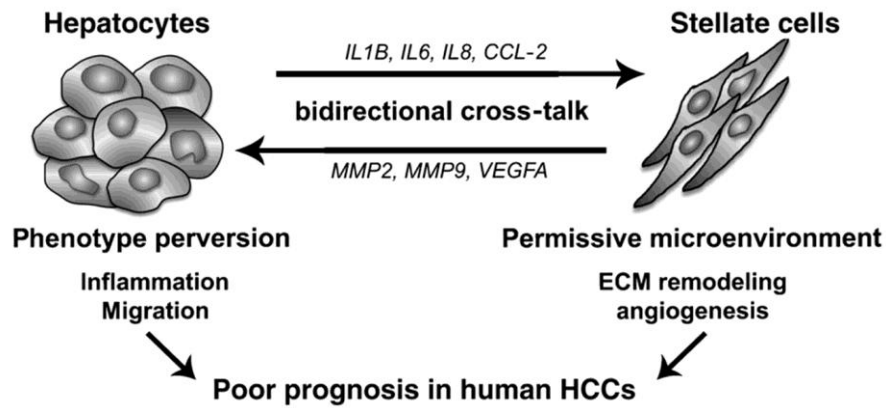 Hepatocytes
Stellate cells
IL1B, IL6, IL8, CCL-2
bidirectional cross-talk
MMP2, MMP9, VEGFA
Phenotype perversion
Permissive microenvironment
Inflammation
Migration
ECM remodeling
angiogenesis
Poor prognosis in human HCCs